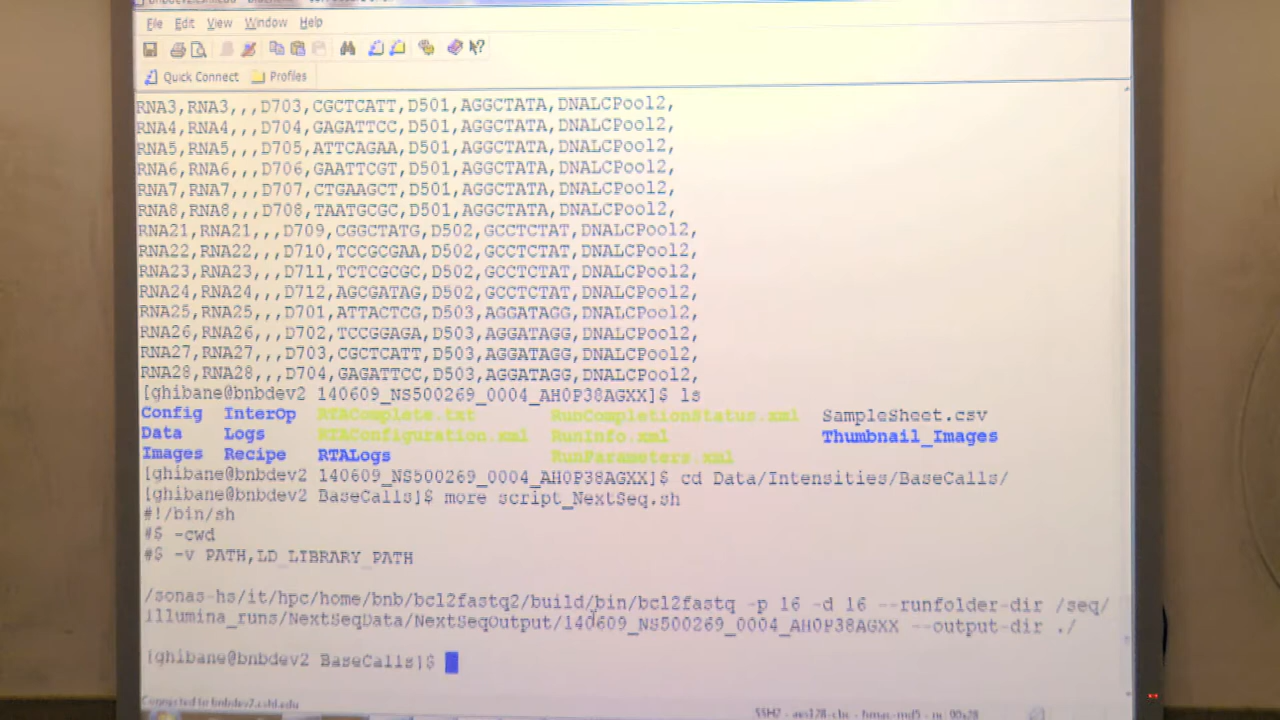 File Edit View Window Help
Quick Connect Profiles
RNA3,RNA3,,,D703,CGCTCATT,D501,AGGCTATA,DNALCPool2,
RNA4,RNA4,,,D704,GAGATTCC,D501,AGGCTATA,DNALCPool2,
RNA5,RNA5,,,D705,ATTCAGAA,D501,AGGCTATA,DNALCPool2,
RNA6,RNA6,,,D706,GAATTCGT,D501,AGGCTATA,DNALCPool2,
RNA7,RNA7,,,D707,CTGAAGCT,D501,AGGCTATA,DNALCPool2,
RNA8,RNA8,,,D708,TAATGCGC,D501,AGGCTATA,DNALCPool2,
RNA21,RNA21,,,D709,CGGCTATG,D502,GCCTCTAT,DNALCPool2,
RNA22,RNA22,,,D710,TCCGCGAA,D502,GCCTCTAT,DNALCPool2,
RNA23,RNA23,,,D711,TCTCGCGC,D502,GCCTCTAT,DNALCPool2,
RNA24,RNA24,,,D712,AGCGATAG,D502,GCCTCTAT,DNALCPool2,
RNA25,RNA25,,,D701,ATTACTCG,D503,AGGATAGG,DNALCPool2,
RNA26,RNA26,,,D702,TCCGGAGA,D503,AGGATAGG,DNALCPool2,
RNA27,RNA27,,,D703,CGCTCATT,D503,AGGATAGG,DNALCPool2,
RNA28,RNA28,,,D704,GAGATTCC,D503,AGGATAGG,DNALCPool2,
[ghibane@bnbdev2 140609_NS500269_0004_AH0P38AGXX]$ ls
Config InterOp RTAComplete.txt RunCompletionStatus.xml SampleSheet.csv
Data Logs RTAConfiguration.xml RunInfo.xml Thumbnail_Images
Images Recipe RTALogs RunParameters.xml
[ghibane@bnbdev2 140609_NS500269_0004_AH0P38AGXX]$ cd Data/Intensities/BaseCalls/
[ghibane@bnbdev2 BaseCalls]$ more script_NextSeq.sh
#!/bin/sh
#$ -cwd
#$ -v PATH,LD_LIBRARY_PATH
/sonas-hs/it/hpc/home/bnb/bcl2fastq2/build/bin/bcl2fastq -p 16 -d 16 --runfolder-dir /seq/
illumina_runs/NextSeqData/NextSeqOutput/140609_NS500269_0004_AH0P38AGXX --output-dir ./
[ghibane@bnbdev2 BaseCalls]$
Connected to